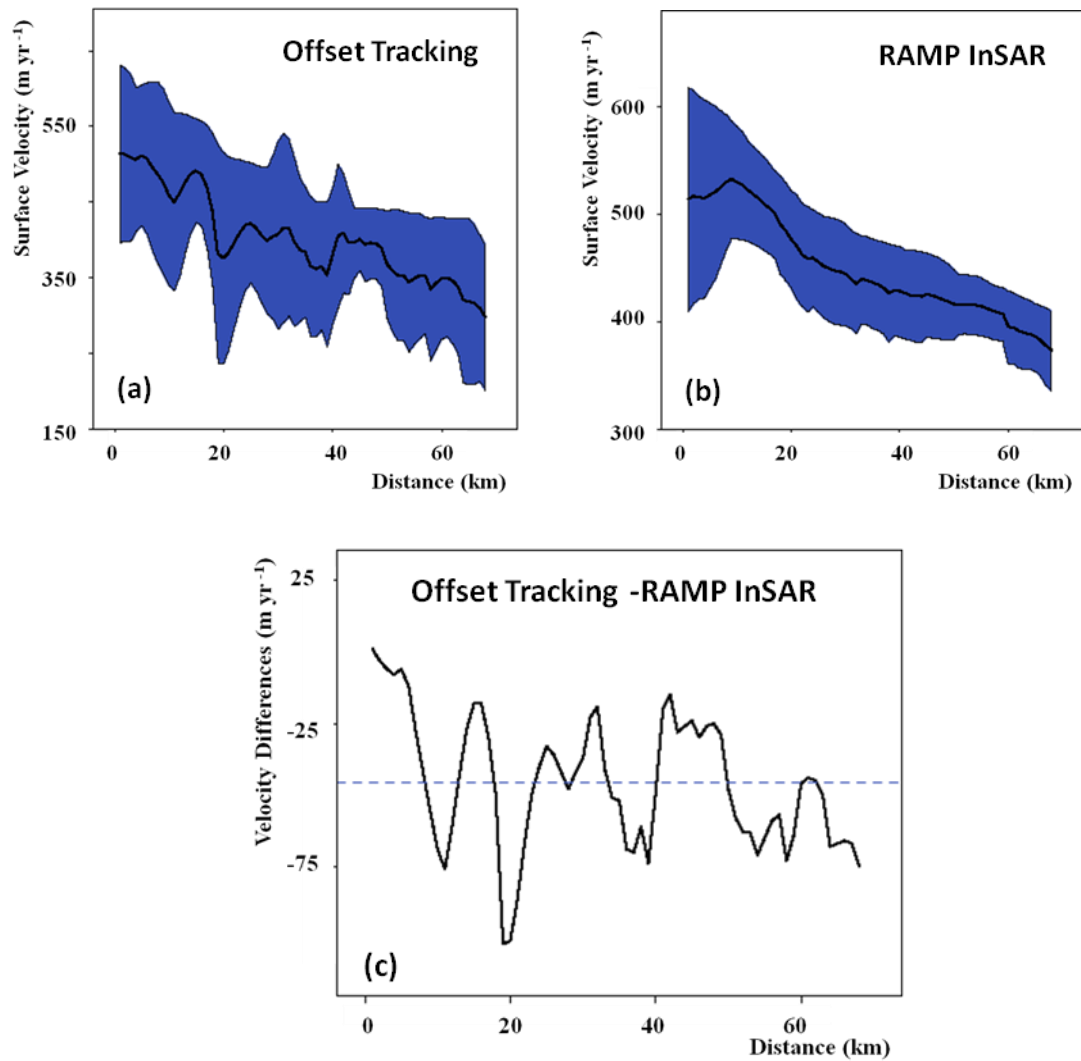 Offset Tracking
Surface Velocity (m yr⁻¹)
550
350
150
(a)
0 20 40 60
Distance (km)
RAMP InSAR
Surface Velocity (m yr⁻¹)
600
500
400
300
(b)
0 20 40 60
Distance (km)
Offset Tracking -RAMP InSAR
Velocity Differences (m yr⁻¹)
25
-25
-75
(c)
0 20 40 60
Distance (km)